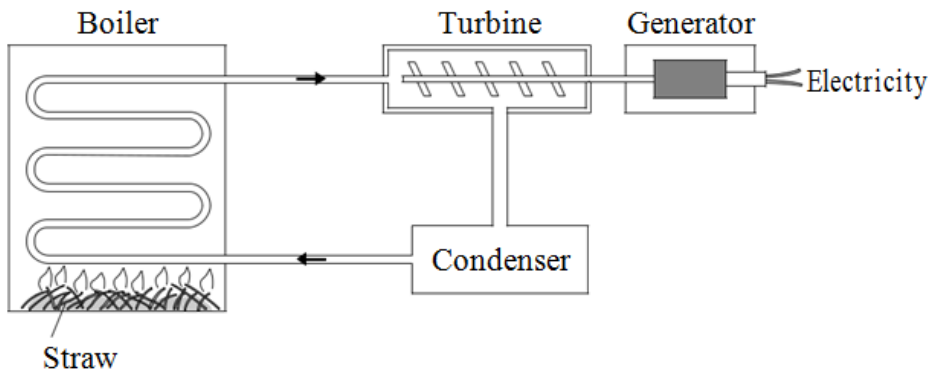 Boiler
Turbine
Generator
Electricity
Condenser
Straw